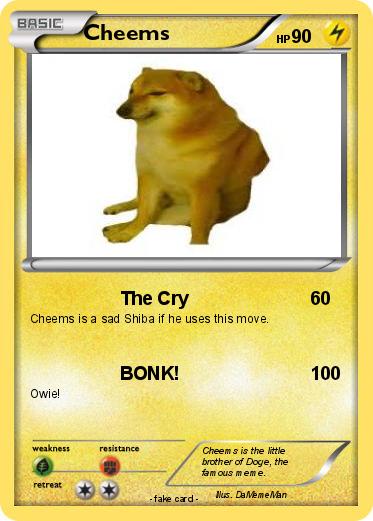 BASIC Cheems HP90
The Cry 60
Cheems is a sad Shiba if he uses this move.
BONK! 100
Owie!
weakness resistance
retreat
Cheems is the little
brother of Doge, the
famous meme.
- fake card - Illus. DaMemeMan